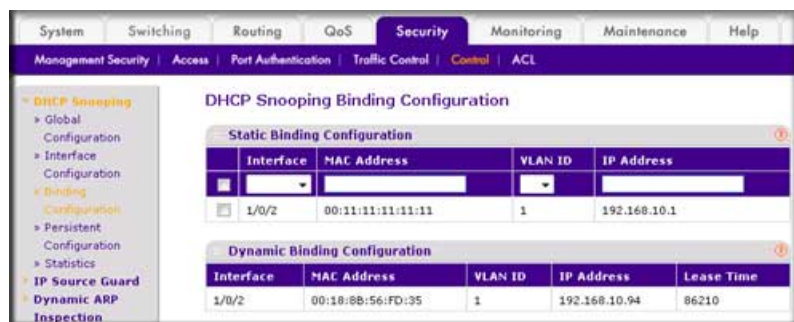 System Switching Routing QoS Security Monitoring Maintenance Help
Management Security | Access | Port Authentication | Traffic Control | Control | ACL
DHCP Snooping
» Global
Configuration
» Interface
Configuration
» Binding
Configuration
» Persistent
Configuration
» Statistics
IP Source Guard
Dynamic ARP
Inspection
DHCP Snooping Binding Configuration
Static Binding Configuration
Interface MAC Address VLAN ID IP Address
1/0/2 00:11:11:11:11:11 1 192.168.10.1
Dynamic Binding Configuration
Interface MAC Address VLAN ID IP Address Lease Time
1/0/2 00:18:8B:56:FD:35 1 192.168.10.94 86210